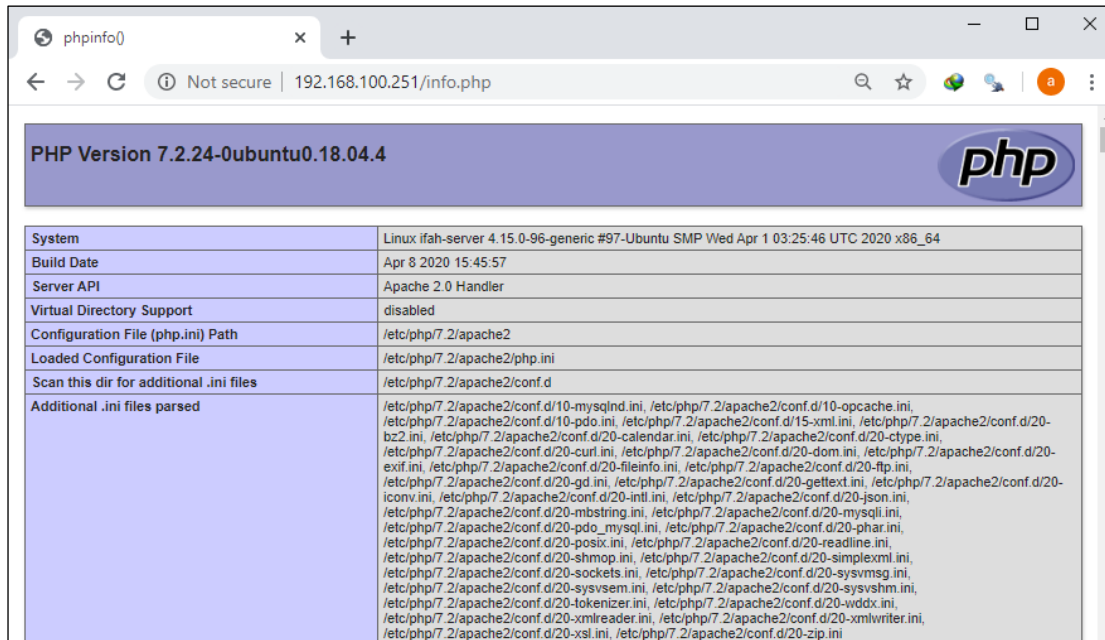 phpinfo()
Not secure | 192.168.100.251/info.php
a
PHP Version 7.2.24-0ubuntu0.18.04.4
php
System Linux ifah-server 4.15.0-96-generic #97-Ubuntu SMP Wed Apr 1 03:25:46 UTC 2020 x86_64
Build Date Apr 8 2020 15:45:57
Server API Apache 2.0 Handler
Virtual Directory Support disabled
Configuration File (php.ini) Path /etc/php/7.2/apache2
Loaded Configuration File /etc/php/7.2/apache2/php.ini
Scan this dir for additional .ini files /etc/php/7.2/apache2/conf.d
Additional .ini files parsed /etc/php/7.2/apache2/conf.d/10-mysqlnd.ini, /etc/php/7.2/apache2/conf.d/10-opcache.ini,
/etc/php/7.2/apache2/conf.d/10-pdo.ini, /etc/php/7.2/apache2/conf.d/15-xml.ini, /etc/php/7.2/apache2/conf.d/20-
bz2.ini, /etc/php/7.2/apache2/conf.d/20-calendar.ini, /etc/php/7.2/apache2/conf.d/20-ctype.ini,
/etc/php/7.2/apache2/conf.d/20-curl.ini, /etc/php/7.2/apache2/conf.d/20-dom.ini, /etc/php/7.2/apache2/conf.d/20-
exif.ini, /etc/php/7.2/apache2/conf.d/20-fileinfo.ini, /etc/php/7.2/apache2/conf.d/20-ftp.ini,
/etc/php/7.2/apache2/conf.d/20-gd.ini, /etc/php/7.2/apache2/conf.d/20-gettext.ini, /etc/php/7.2/apache2/conf.d/20-
iconv.ini, /etc/php/7.2/apache2/conf.d/20-intl.ini, /etc/php/7.2/apache2/conf.d/20-json.ini,
/etc/php/7.2/apache2/conf.d/20-mbstring.ini, /etc/php/7.2/apache2/conf.d/20-mysqli.ini,
/etc/php/7.2/apache2/conf.d/20-pdo_mysql.ini, /etc/php/7.2/apache2/conf.d/20-phar.ini,
/etc/php/7.2/apache2/conf.d/20-posix.ini, /etc/php/7.2/apache2/conf.d/20-readline.ini,
/etc/php/7.2/apache2/conf.d/20-shmop.ini, /etc/php/7.2/apache2/conf.d/20-simplexml.ini,
/etc/php/7.2/apache2/conf.d/20-sockets.ini, /etc/php/7.2/apache2/conf.d/20-sysvmsg.ini,
/etc/php/7.2/apache2/conf.d/20-sysvsem.ini, /etc/php/7.2/apache2/conf.d/20-sysvshm.ini,
/etc/php/7.2/apache2/conf.d/20-tokenizer.ini, /etc/php/7.2/apache2/conf.d/20-wddx.ini,
/etc/php/7.2/apache2/conf.d/20-xmlreader.ini, /etc/php/7.2/apache2/conf.d/20-xmlwriter.ini,
/etc/php/7.2/apache2/conf.d/20-xsl.ini, /etc/php/7.2/apache2/conf.d/20-zip.ini